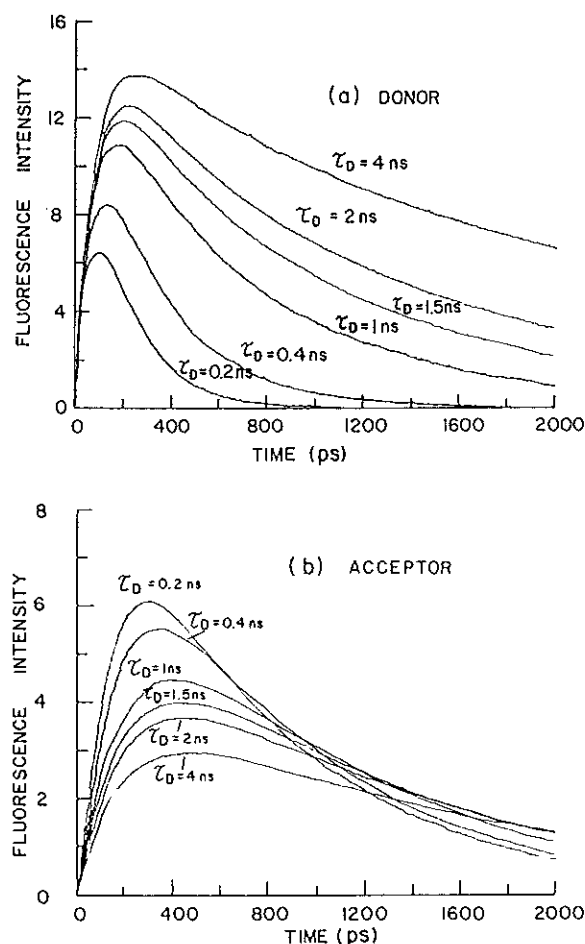 16
12
8
4
0
FLUORESCENCE INTENSITY
(a) DONOR
τD = 4 ns
τD = 2 ns
τD = 1.5 ns
τD = 1 ns
τD = 0.4 ns
τD = 0.2 ns
400 800 1200 1600 2000
TIME (ps)
8
6
4
2
0
FLUORESCENCE INTENSITY
(b) ACCEPTOR
τD = 0.2 ns
τD = 0.4 ns
τD = 1 ns
τD = 1.5 ns
τD = 2 ns
τD = 4 ns
0 400 800 1200 1600 2000
TIME (ps)